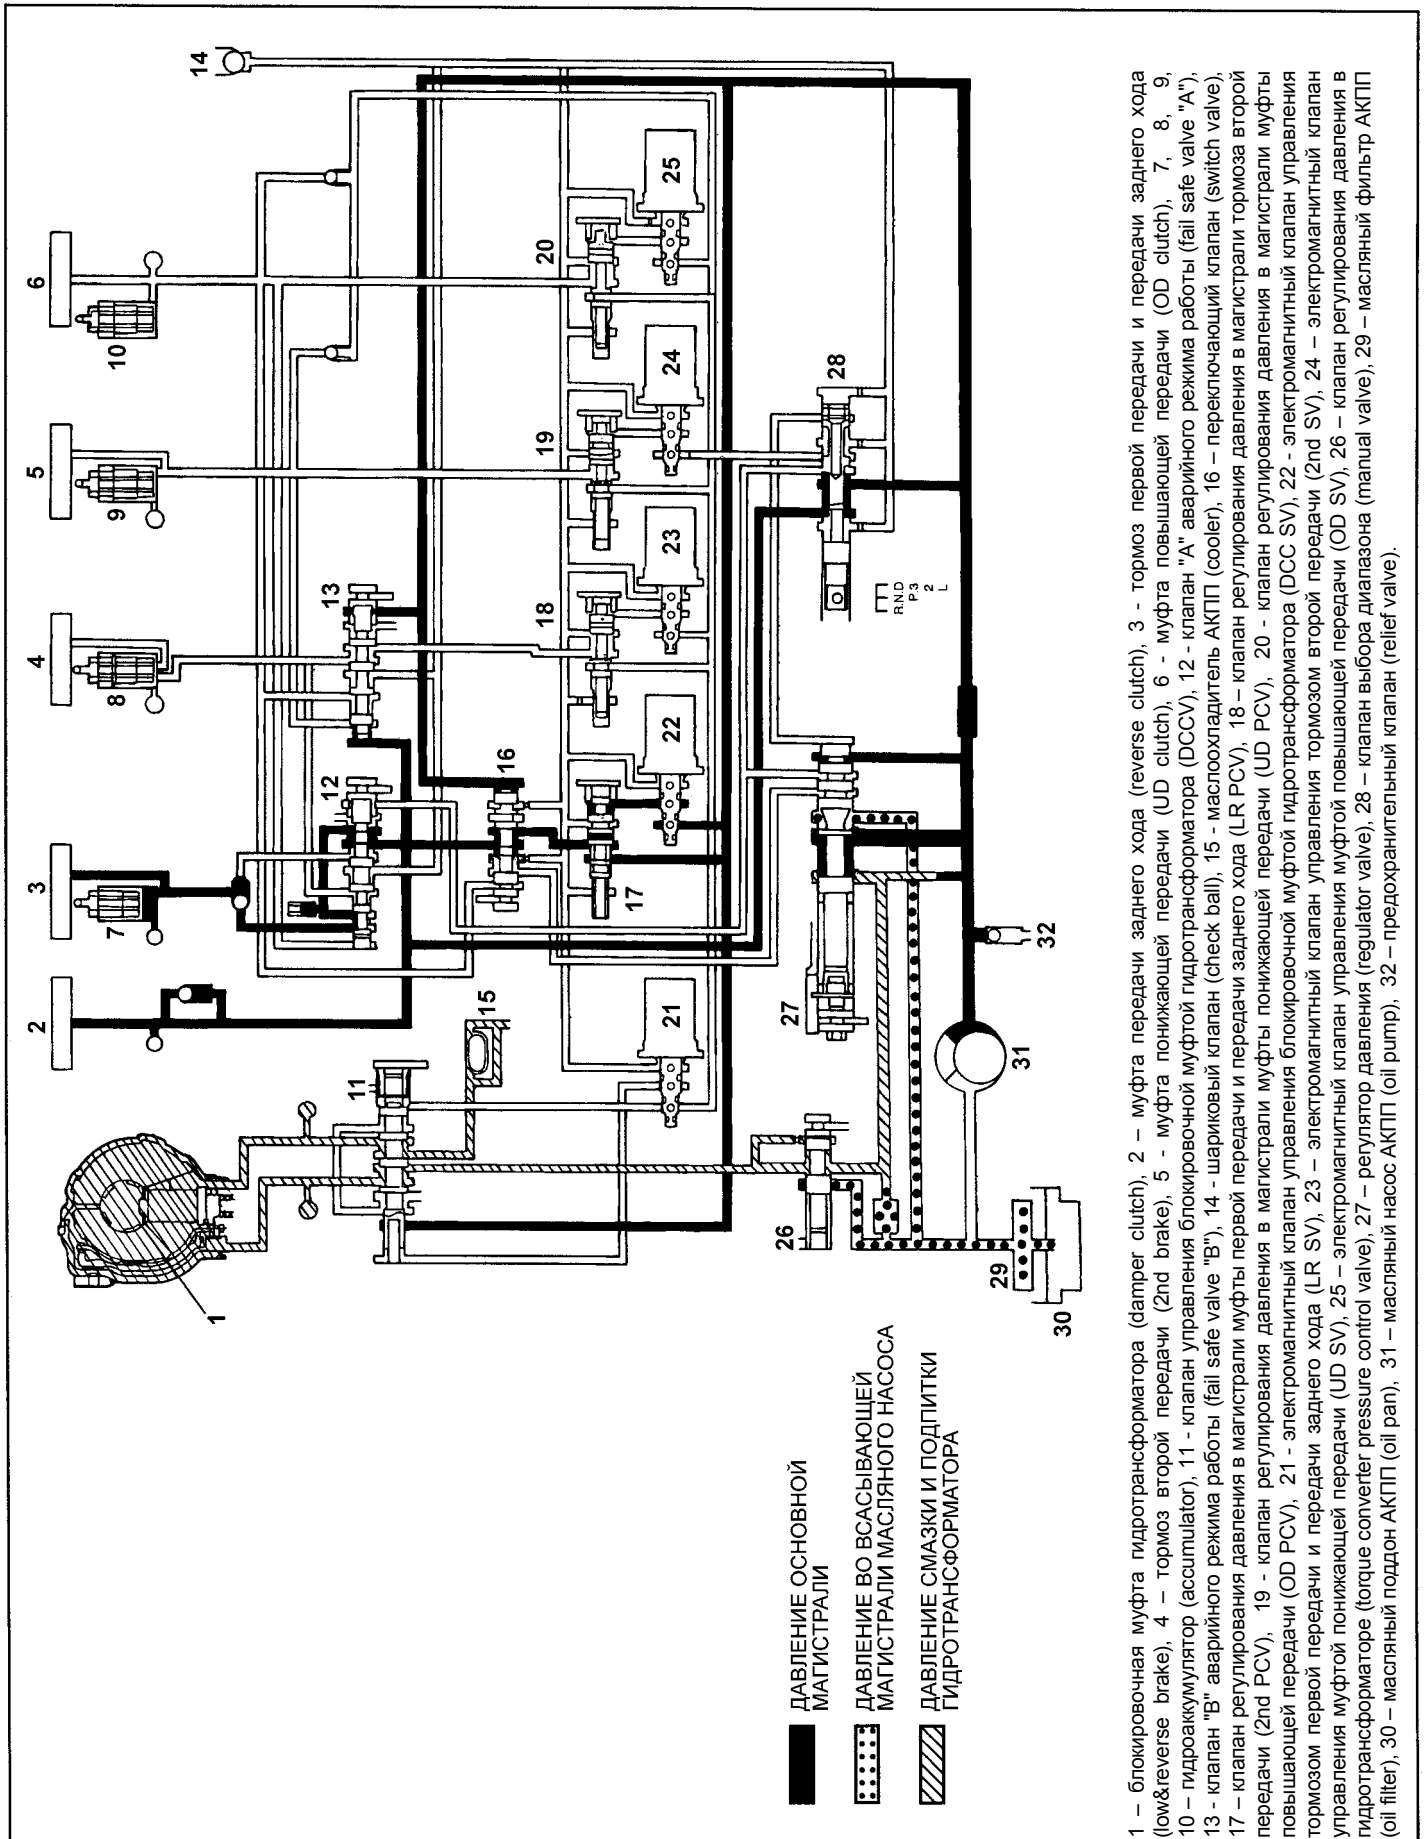 1
2
3
4
5
6
7
8
9
10
11
12
13
14
15
16
17
18
19
20
21
22
23
24
25
26
27
28
29
30
31
32
R.N.D
P.3
2
L
ДАВЛЕНИЕ ОСНОВНОЙ
МАГИСТРАЛИ
ДАВЛЕНИЕ ВО ВСАСЫВАЮЩЕЙ
МАГИСТРАЛИ МАСЛЯНОГО НАСОСА
ДАВЛЕНИЕ СМАЗКИ И ПОДПИТКИ
ГИДРОТРАНСФОРМАТОРА
1 – блокировочная муфта гидротрансформатора (damper clutch), 2 – муфта передачи заднего хода (reverse clutch), 3 - тормоз первой передачи и передачи заднего хода
(low&reverse brake), 4 – тормоз второй передачи (2nd brake), 5 - муфта понижающей передачи (UD clutch), 6 - муфта повышающей передачи (OD clutch), 7, 8, 9,
10 – гидроаккумулятор (accumulator), 11 - клапан управления блокировочной муфтой гидротрансформатора (DCCV), 12 - клапан "А" аварийного режима работы (fail safe valve "A"),
13 - клапан "В" аварийного режима работы (fail safe valve "B"), 14 - шариковый клапан (check ball), 15 - маслоохладитель АКПП (cooler), 16 – переключающий клапан (switch valve),
17 – клапан регулирования давления в магистрали муфты первой передачи и передачи заднего хода (LR PCV), 18 – клапан регулирования давления в магистрали тормоза второй
передачи (2nd PCV), 19 - клапан регулирования давления в магистрали муфты понижающей передачи (UD PCV), 20 - клапан регулирования давления в магистрали муфты
повышающей передачи (OD PCV), 21 - электромагнитный клапан управления блокировочной муфтой гидротрансформатора (DCC SV), 22 - электромагнитный клапан управления
тормозом первой передачи и передачи заднего хода (LR SV), 23 – электромагнитный клапан управления тормозом второй передачи (2nd SV), 24 – электромагнитный клапан
управления муфтой понижающей передачи (UD SV), 25 – электромагнитный клапан управления муфтой повышающей передачи (OD SV), 26 – клапан регулирования давления в
гидротрансформаторе (torque converter pressure control valve), 27 – регулятор давления (regulator valve), 28 – клапан выбора диапазона (manual valve), 29 – масляный фильтр АКПП
(oil filter), 30 – масляный поддон АКПП (oil pan), 31 – масляный насос АКПП (oil pump), 32 – предохранительный клапан (relief valve).